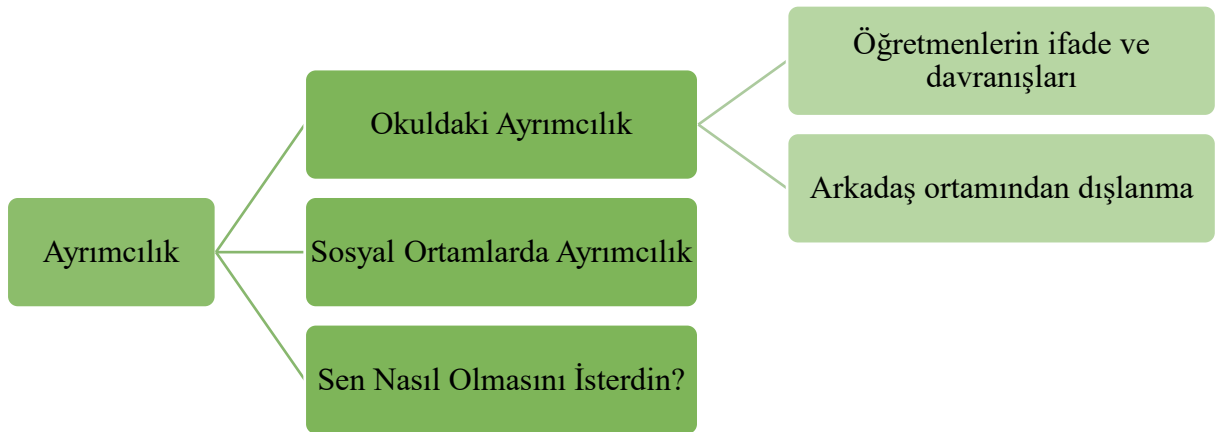 Ayrımcılık
Okuldaki Ayrımcılık
Öğretmenlerin ifade ve
davranışları
Arkadaş ortamından dışlanma
Sosyal Ortamlarda Ayrımcılık
Sen Nasıl Olmasını İsterdin?